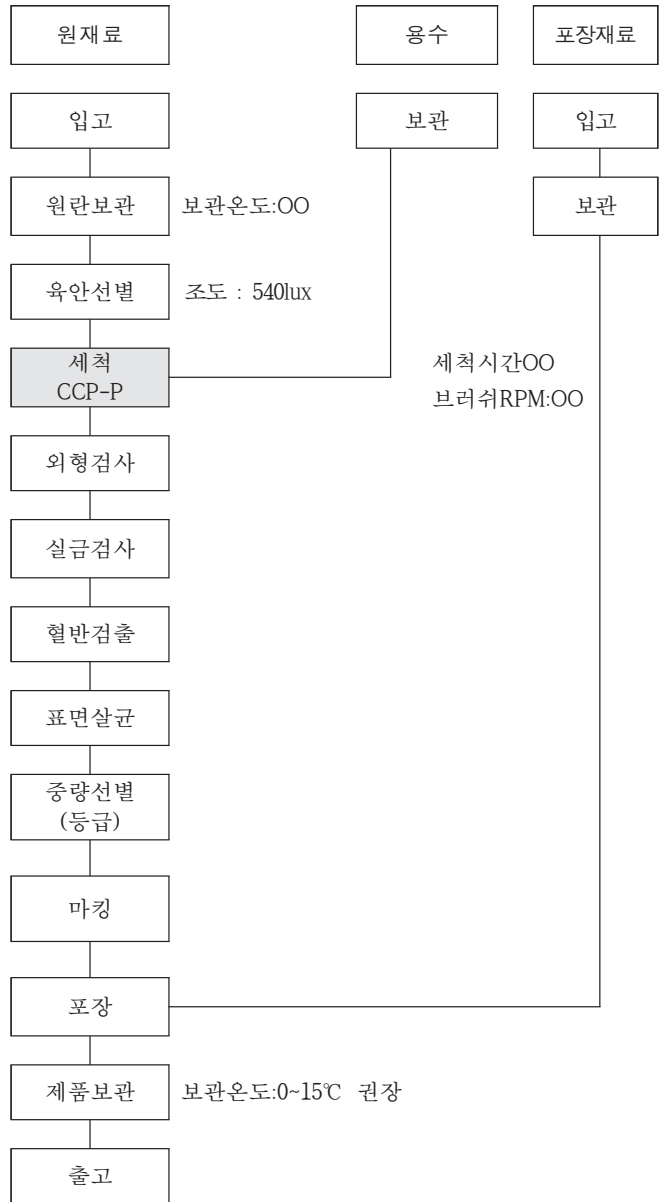 원재료
용수
포장재료
입고
보관
입고
원란보관
보관온도:OO
보관
육안선별
조도 : 540lux
세척
CCP-P
세척시간OO
브러쉬RPM:OO
외형검사
실금검사
혈반검출
표면살균
중량선별
(등급)
마킹
포장
제품보관
보관온도:0~15℃ 권장
출고